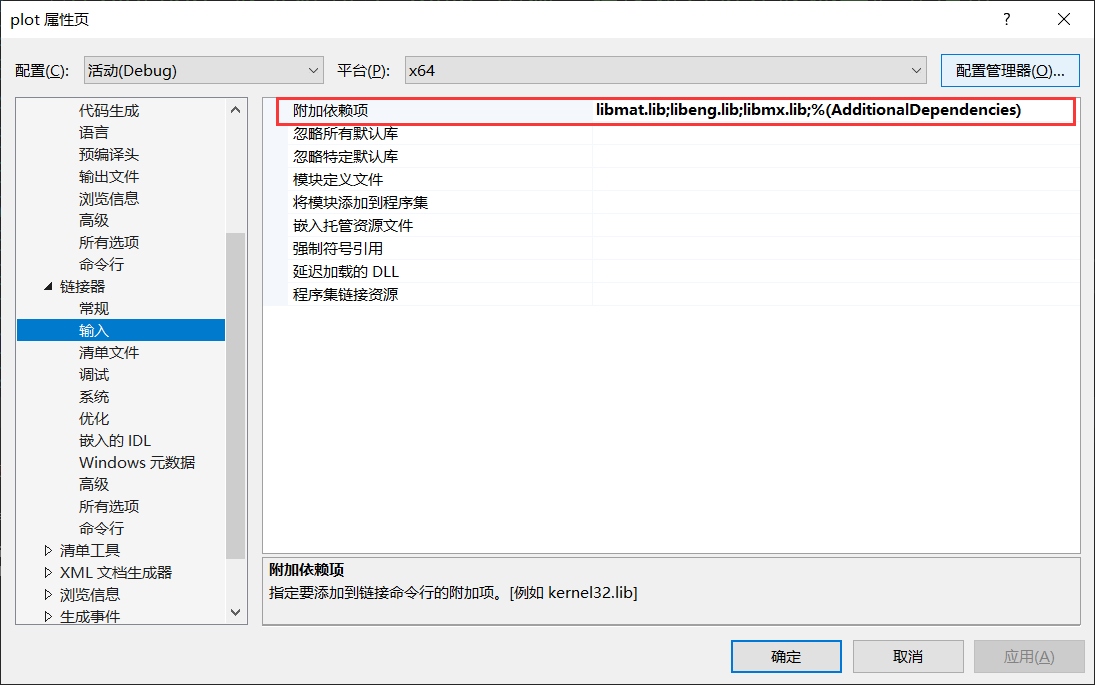 plot 属性页
?
配置(C):
活动(Debug)
平台(P):
x64
配置管理器(O)...
代码生成
语言
预编译头
输出文件
浏览信息
高级
所有选项
命令行
链接器
常规
输入
清单文件
调试
系统
优化
嵌入的 IDL
Windows 元数据
高级
所有选项
命令行
清单工具
XML 文档生成器
浏览信息
生成事件
附加依赖项 libmat.lib;libeng.lib;libmx.lib;%(AdditionalDependencies)
忽略所有默认库
忽略特定默认库
模块定义文件
将模块添加到程序集
嵌入托管资源文件
强制符号引用
延迟加载的 DLL
程序集链接资源
附加依赖项
指定要添加到链接命令行的附加项。[例如 kernel32.lib]
确定
取消
应用(A)